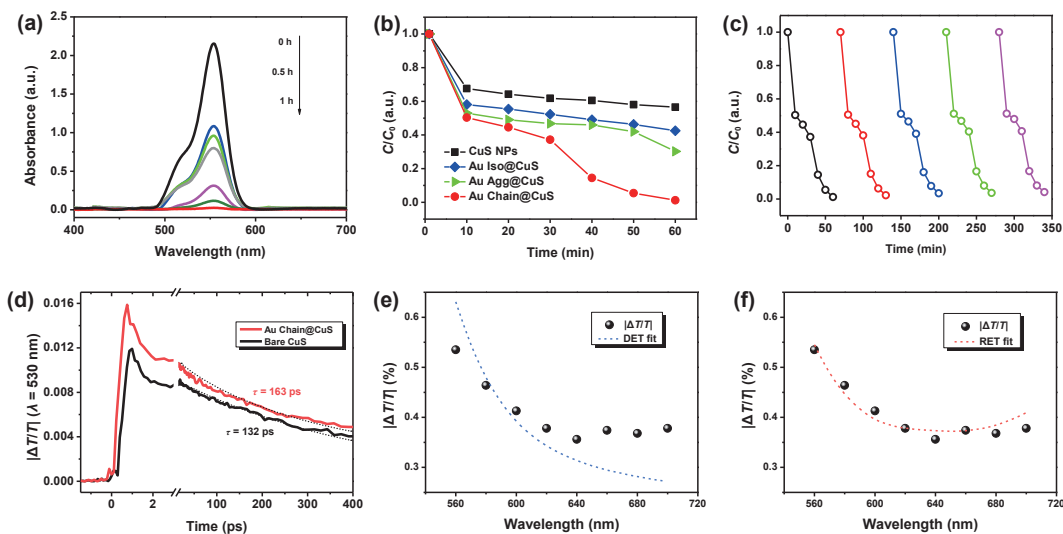 (a)
2.5
2.0
1.5
1.0
0.5
0.0
Absorbance (a.u.)
0 h
0.5 h
1 h
400 500 600 700
Wavelength (nm)
(b)
1.0
0.8
0.6
0.4
0.2
0.0
C/C0 (a.u.)
CuS NPs
Au Iso@CuS
Au Agg@CuS
Au Chain@CuS
0 10 20 30 40 50 60
Time (min)
(c)
1.0
0.8
0.6
0.4
0.2
0.0
C/C0 (a.u.)
0 50 100 150 200 250 300 350
Time (min)
(d)
0.016
0.012
0.008
0.004
0.000
|ΔT/T| (λ = 530 nm)
Au Chain@CuS
Bare CuS
τ = 163 ps
τ = 132 ps
0 2 100 200 300 400
Time (ps)
(e)
0.6
0.5
0.4
0.3
|ΔT/T| (%)
|ΔT/T|
DET fit
560 600 640 680 720
Wavelength (nm)
(f)
0.6
0.5
0.4
0.3
|ΔT/T| (%)
|ΔT/T|
RET fit
560 600 640 680 720
Wavelength (nm)